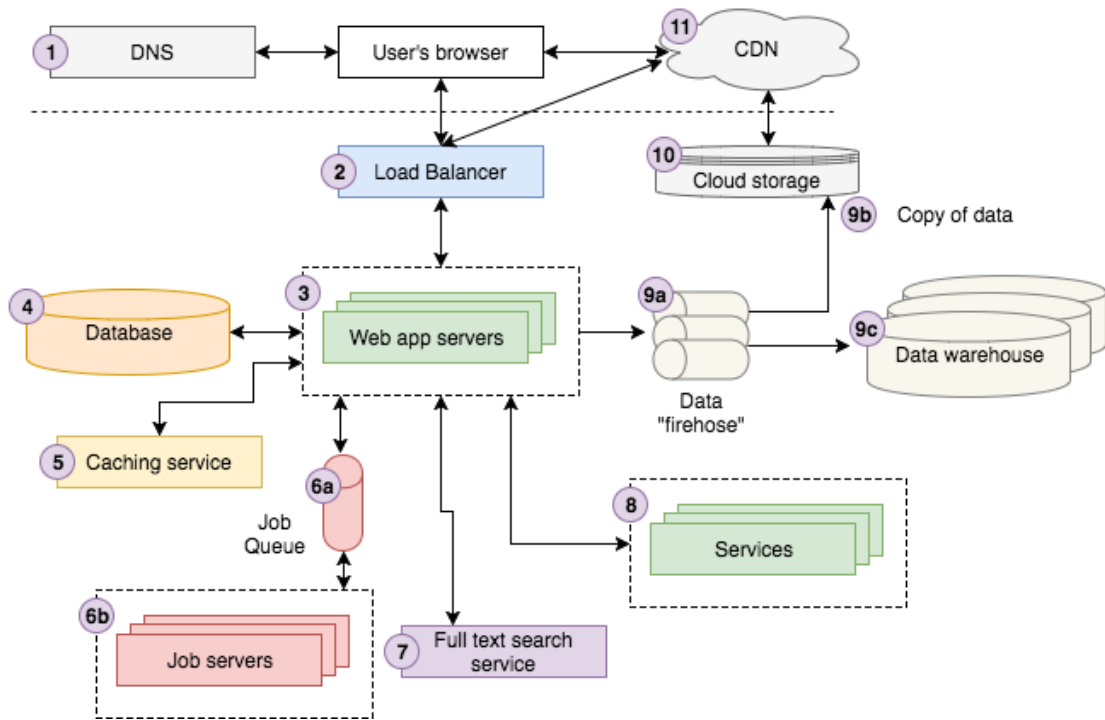 1
DNS
User's browser
11
CDN
2
Load Balancer
10
Cloud storage
9b
Copy of data
3
Web app servers
4
Database
9a
Data
"firehose"
9c
Data warehouse
5
Caching service
6a
Job
Queue
8
Services
6b
Job servers
7
Full text search
service